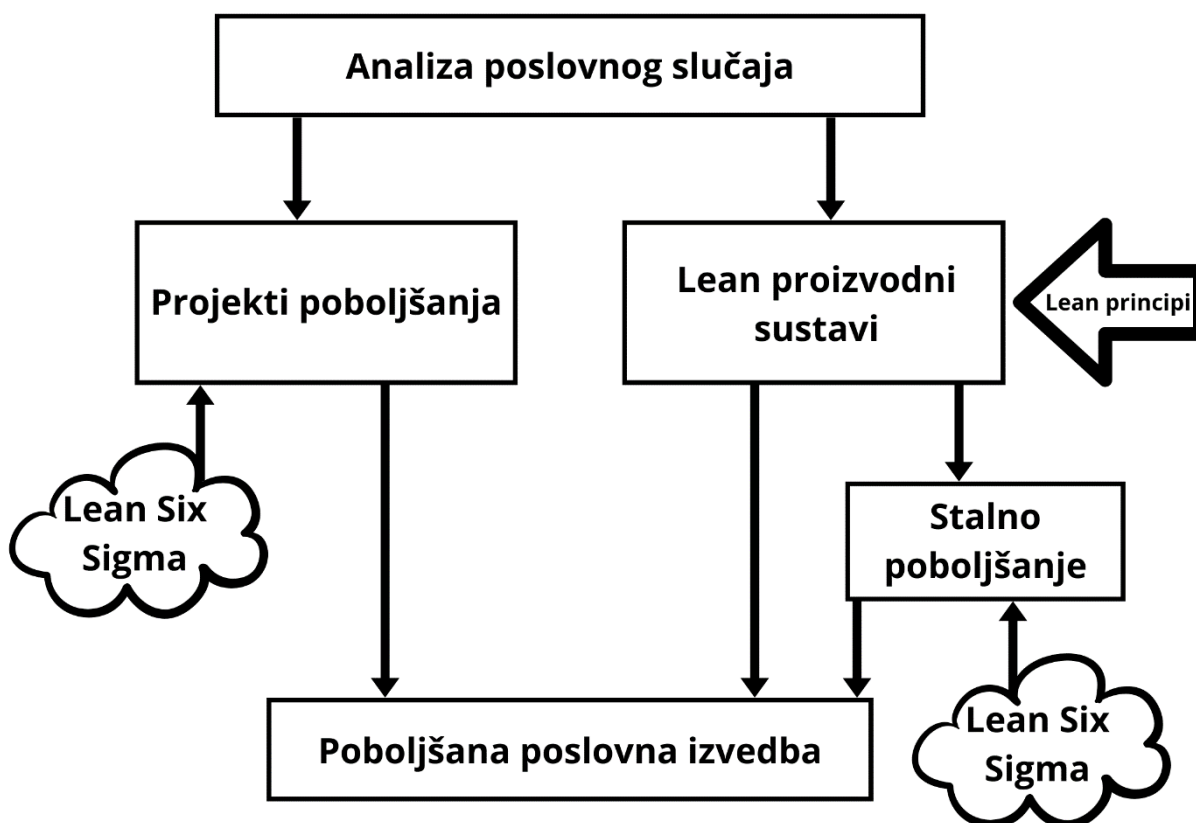 Analiza poslovnog slučaja
Projekti poboljšanja
Lean proizvodni
sustavi
Lean principi
Lean Six
Sigma
Stalno
poboljšanje
Lean Six
Sigma
Poboljšana poslovna izvedba